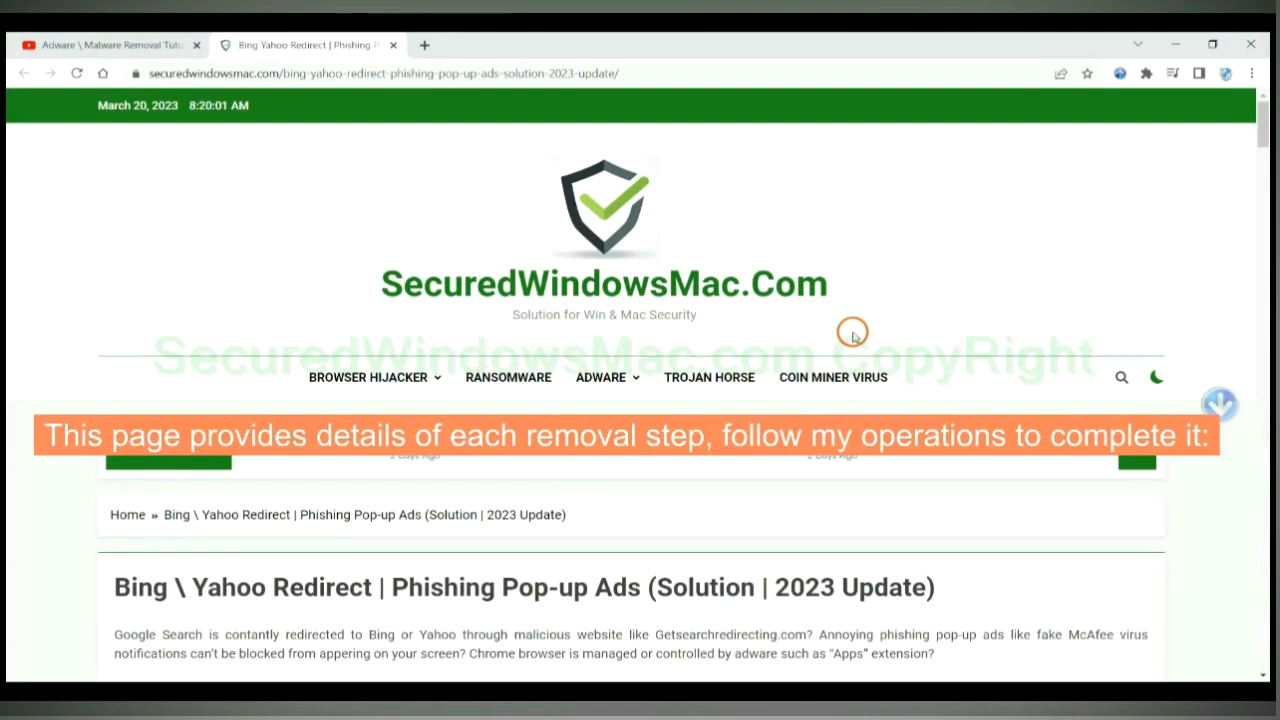 Adware \ Malware Removal Tuto
Bing Yahoo Redirect | Phishing P
securedwindowsmac.com/bing-yahoo-redirect-phishing-pop-up-ads-solution-2023-update/
March 20, 2023 8:20:01 AM
SecuredWindowsMac.Com
Solution for Win & Mac Security
SecuredWindowsMac.com CopyRight
BROWSER HIJACKER RANSOMWARE ADWARE TROJAN HORSE COIN MINER VIRUS
This page provides details of each removal step, follow my operations to complete it:
2 Days Ago 2 Days Ago
Home » Bing \ Yahoo Redirect | Phishing Pop-up Ads (Solution | 2023 Update)
Bing \ Yahoo Redirect | Phishing Pop-up Ads (Solution | 2023 Update)
Google Search is contantly redirected to Bing or Yahoo through malicious website like Getsearchredirecting.com? Annoying phishing pop-up ads like fake McAfee virus
notifications can't be blocked from appering on your screen? Chrome browser is managed or controlled by adware such as "Apps" extension?